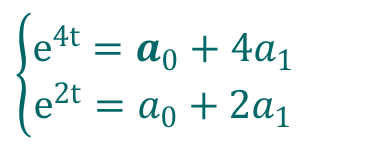 e^{4t} = a_0 + 4a_1
e^{2t} = a_0 + 2a_1